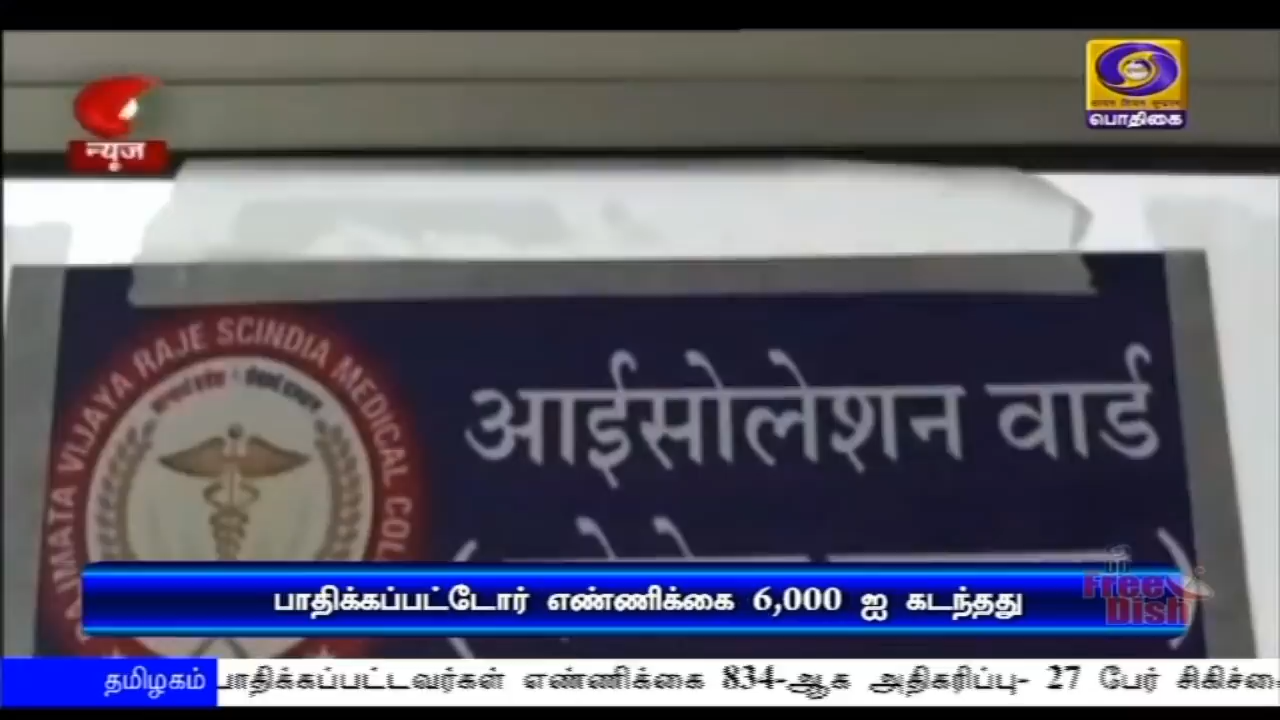 न्यूज
பொதிகை
RAJMATA VIJAYA RAJE SCINDIA MEDICAL COL
आईसोलेशन वार्ड
பாதிக்கப்பட்டோர் எண்ணிக்கை 6,000 ஐ கடந்தது
Free Dish
தமிழகம் பாதிக்கப்பட்டவர்கள் எண்ணிக்கை 834-ஆக அதிகரிப்பு- 27 பேர் சிகிச்சை